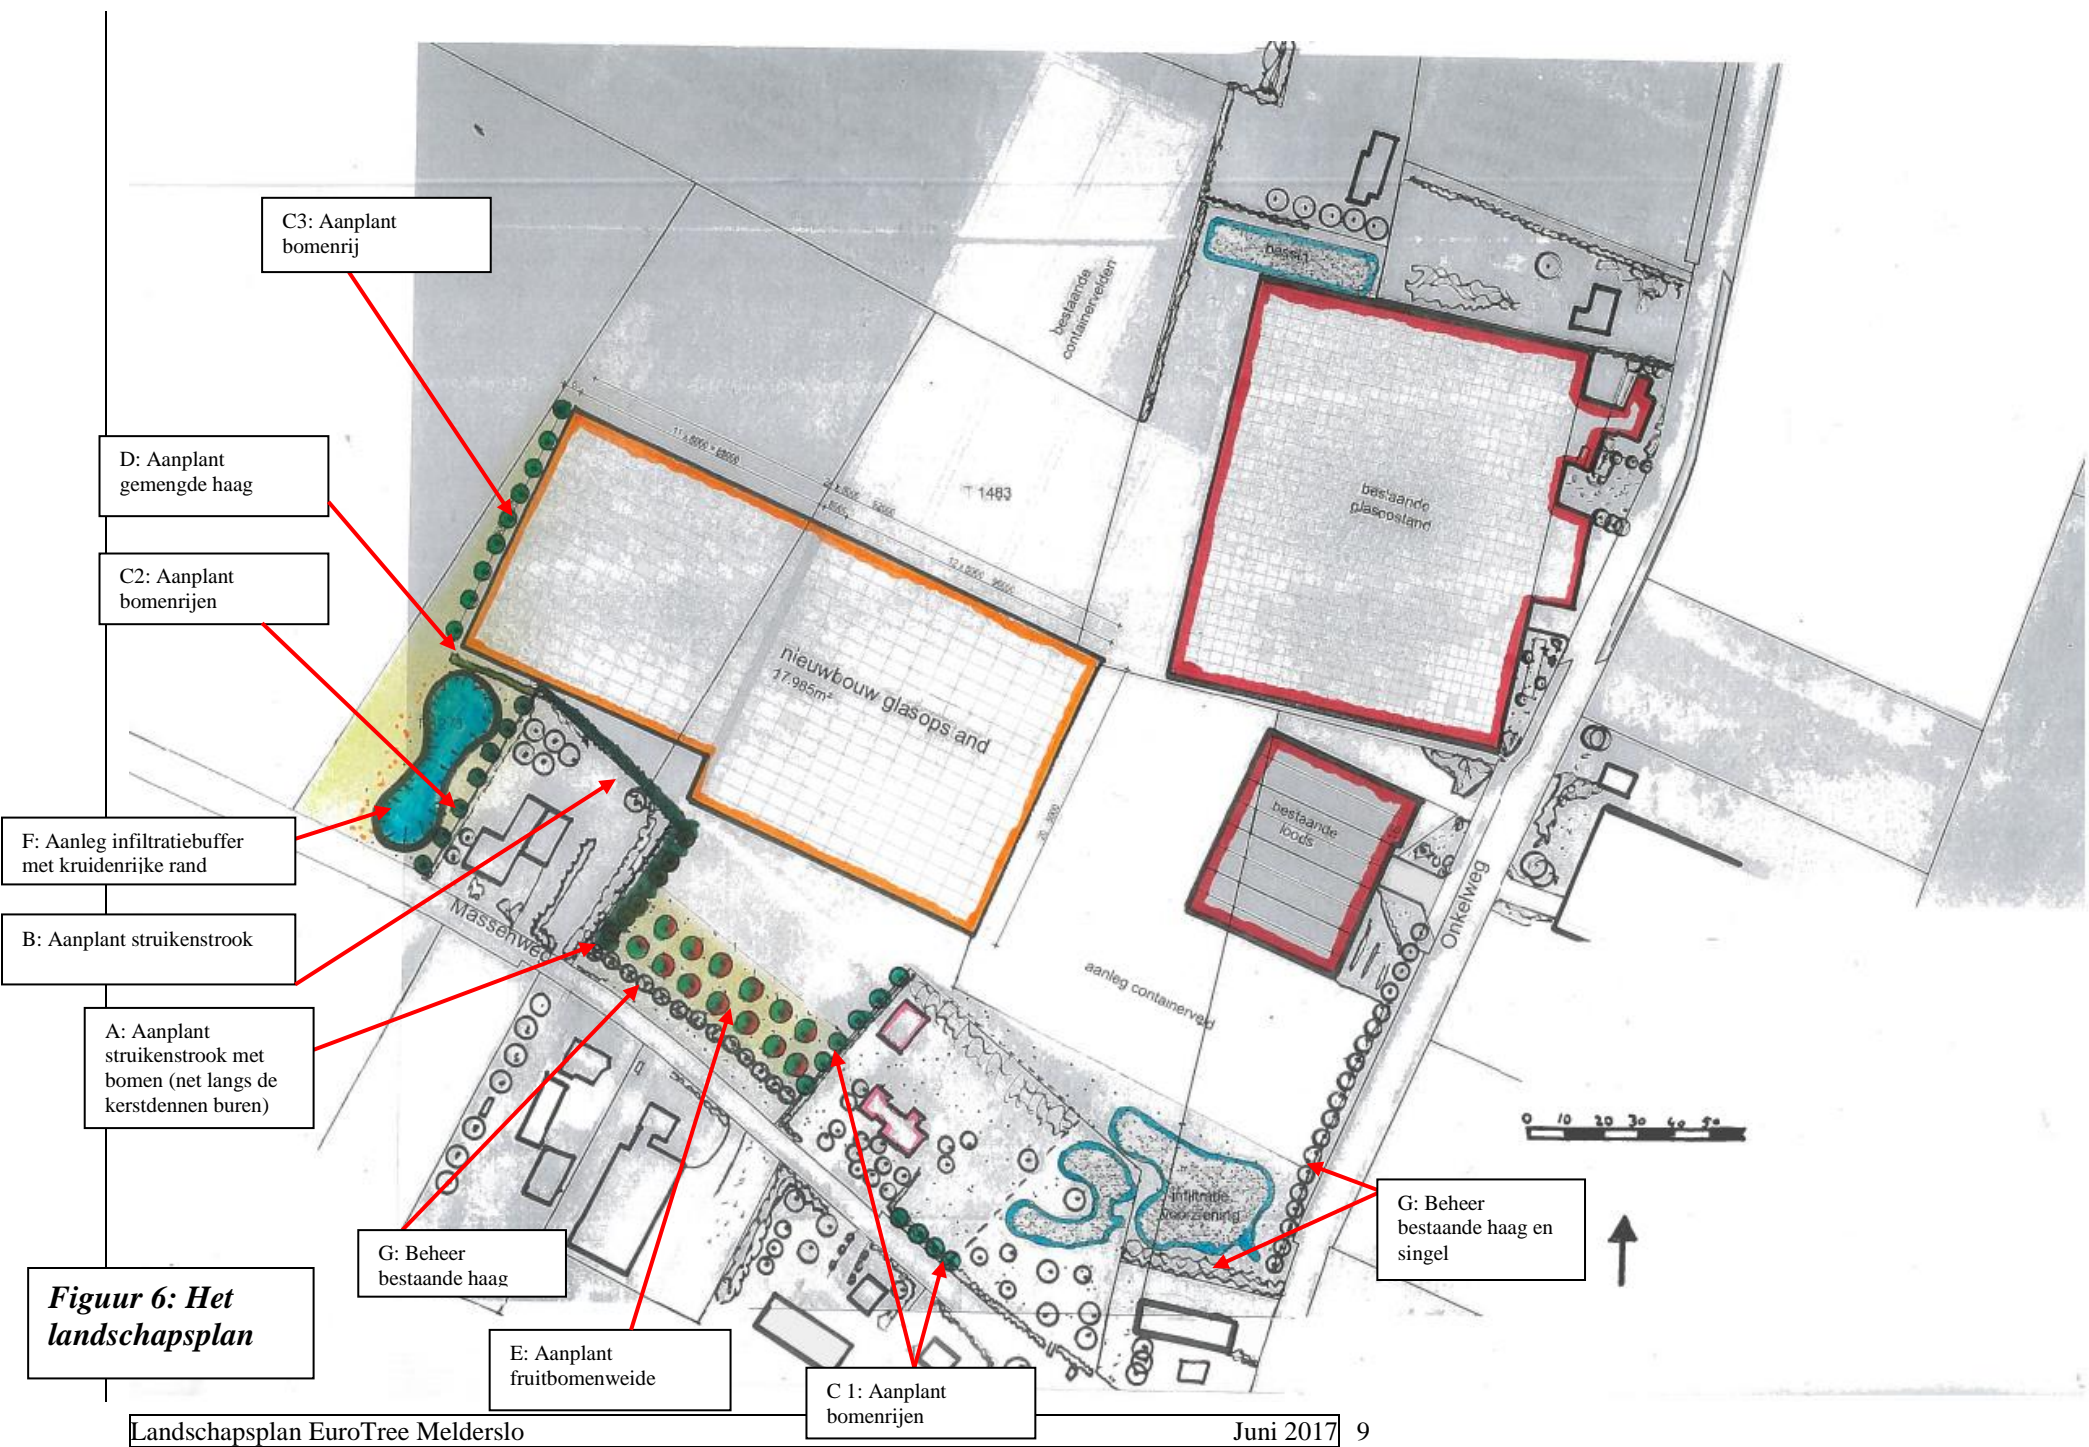 C3: Aanplant
bomenrij
bassin
bestaande
containervelden
D: Aanplant
gemengde haag
T 1483
bestaande
glasopstand
C2: Aanplant
bomenrijen
nieuwbouw glasopstand
17.985m²
bestaande
loods
F: Aanleg infiltratiebuffer
met kruidenrijke rand
Massenweg
Onkelweg
B: Aanplant struikenstrook
aanleg containerveld
A: Aanplant
struikenstrook met
bomen (net langs de
kerstdennen buren)
0 10 20 30 40 50
infiltratie
voorziening
G: Beheer
bestaande haag en
singel
G: Beheer
bestaande haag
Figuur 6: Het
landschapsplan
E: Aanplant
fruitbomenweide
C 1: Aanplant
bomenrijen
Landschapsplan EuroTree Melderslo Juni 2017 9